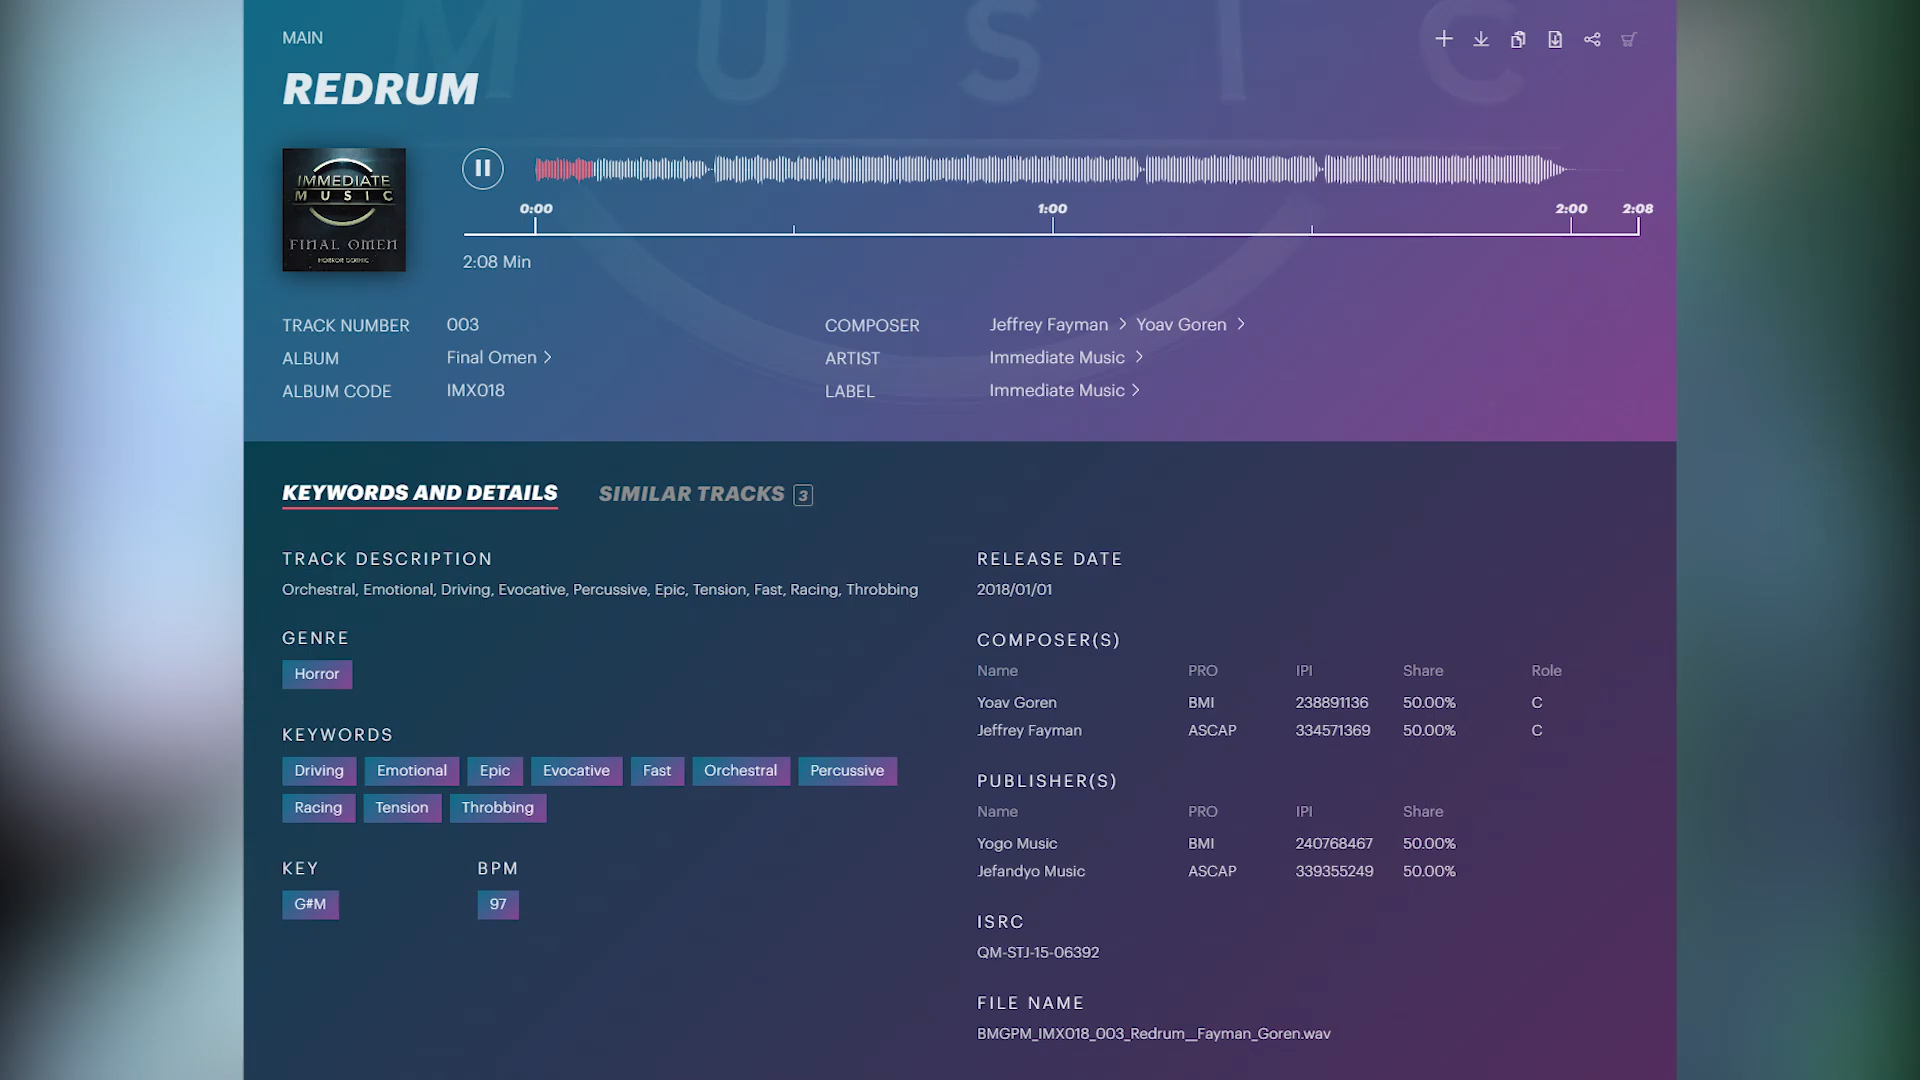 MUSIC
MAIN
REDRUM
IMMEDIATE
MUSIC
FINAL OMEN
HORROR GOTHIC
0:00 1:00 2:00 2:08
2:08 Min
TRACK NUMBER 003 COMPOSER Jeffrey Fayman > Yoav Goren >
ALBUM Final Omen > ARTIST Immediate Music >
ALBUM CODE IMX018 LABEL Immediate Music >
KEYWORDS AND DETAILS SIMILAR TRACKS 3
TRACK DESCRIPTION
Orchestral, Emotional, Driving, Evocative, Percussive, Epic, Tension, Fast, Racing, Throbbing
GENRE
Horror
KEYWORDS
Driving Emotional Epic Evocative Fast Orchestral Percussive
Racing Tension Throbbing
KEY BPM
G#M 97
RELEASE DATE
2018/01/01
COMPOSER(S)
Name PRO IPI Share Role
Yoav Goren BMI 238891136 50.00% C
Jeffrey Fayman ASCAP 334571369 50.00% C
PUBLISHER(S)
Name PRO IPI Share
Yogo Music BMI 240768467 50.00%
Jefandyo Music ASCAP 339355249 50.00%
ISRC
QM-STJ-15-06392
FILE NAME
BMGPM_IMX018_003_Redrum__Fayman_Goren.wav